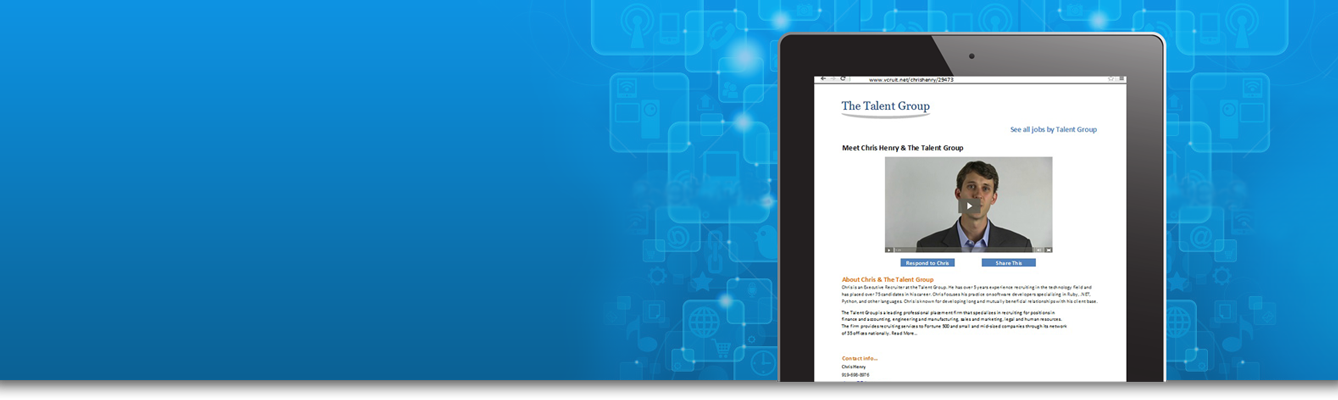 www.vcruit.net/chrishenry/29473
The Talent Group
See all jobs by Talent Group
Meet Chris Henry & The Talent Group
Respond to Chris
Share This
About Chris & The Talent Group
Chris is an Executive Recruiter at the Talent Group. He has over 5 years experience recruiting in the technology field and
has placed over 75 candidates in his career. Chris focuses his practice on software developers specializing in Ruby, .NET,
Python, and other languages. Chris is known for developing long and mutually beneficial relationships with his client base.
The Talent Group is a leading professional placement firm that specializes in recruiting for positions in
finance and accounting, engineering and manufacturing, sales and marketing, legal and human resources.
The firm provides recruiting services to Fortune 500 and small and mid-sized companies through its network
of 35 offices nationally. Read More...
Contact info...
Chris Henry